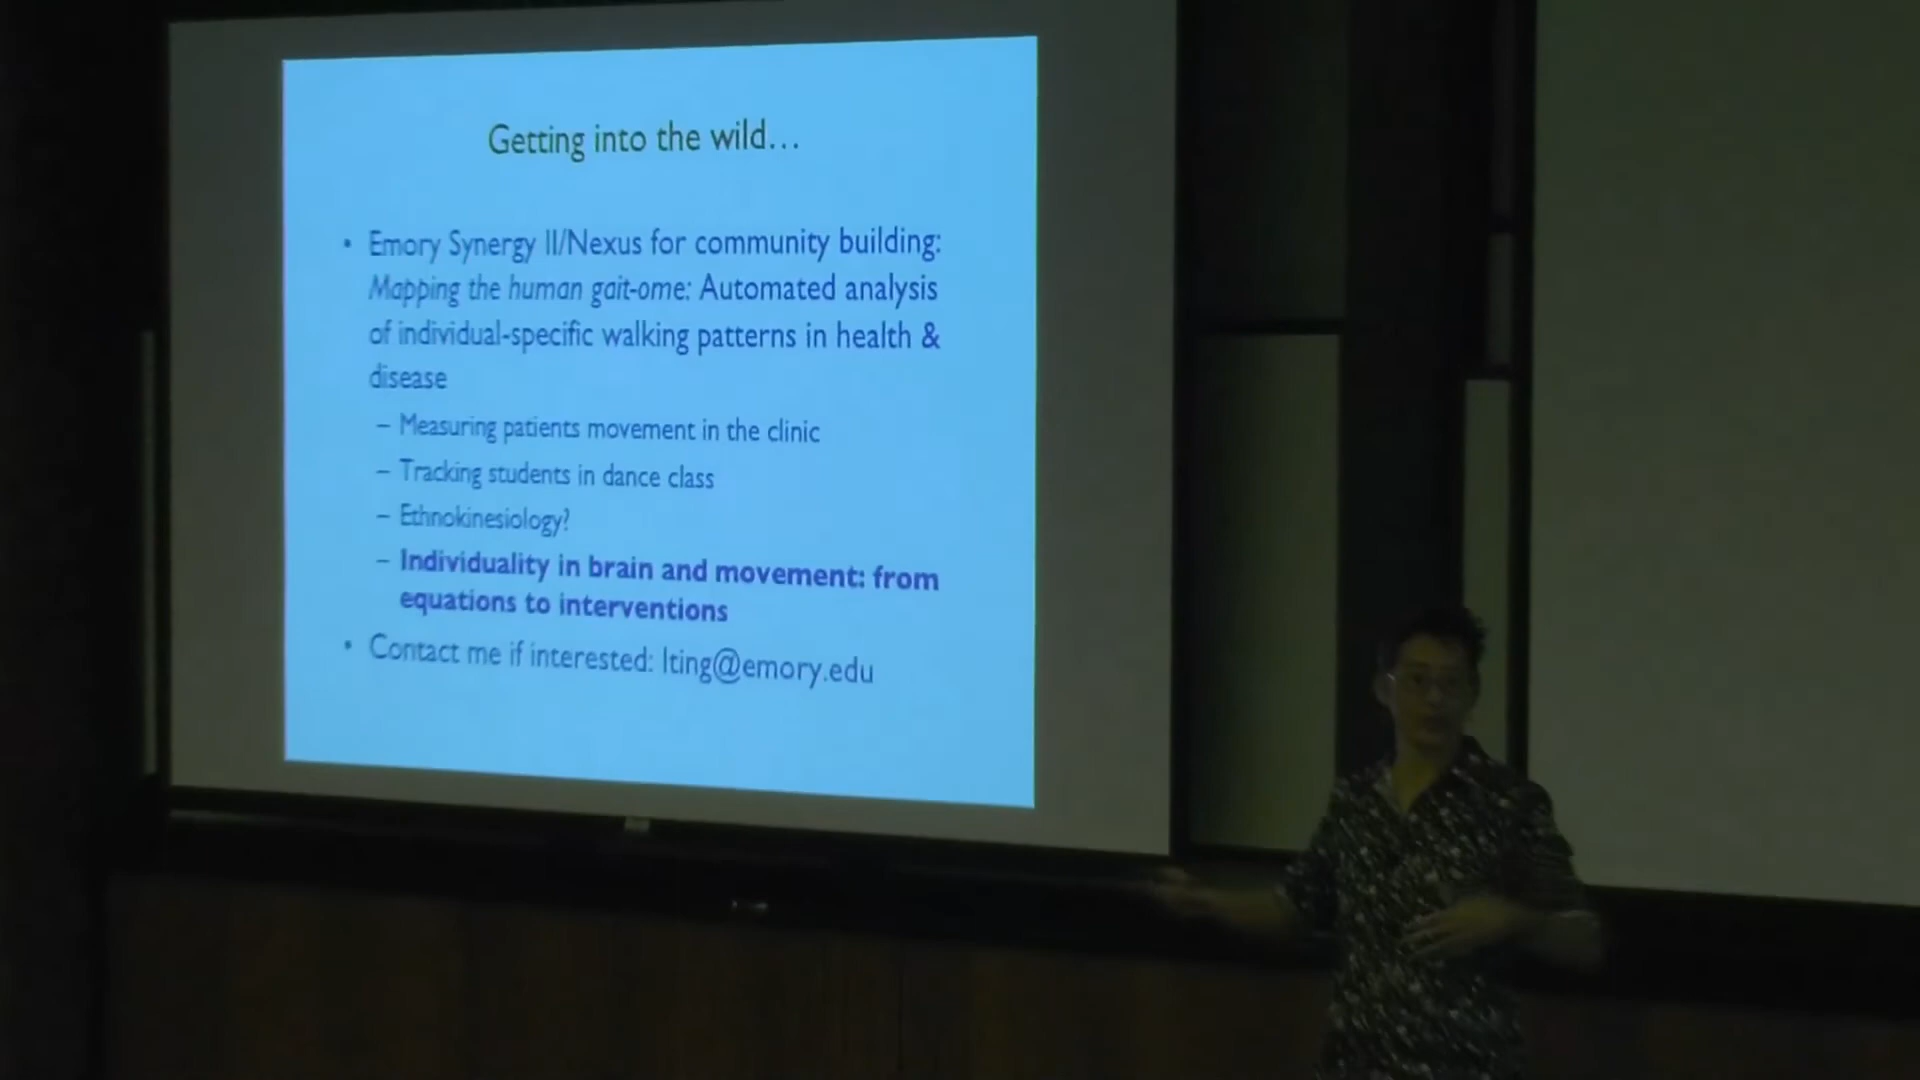 Getting into the wild...
• Emory Synergy II/Nexus for community building:
Mapping the human gait-ome: Automated analysis
of individual-specific walking patterns in health &
disease
– Measuring patients movement in the clinic
– Tracking students in dance class
– Ethnokinesiology?
– Individuality in brain and movement: from
equations to interventions
• Contact me if interested: lting@emory.edu